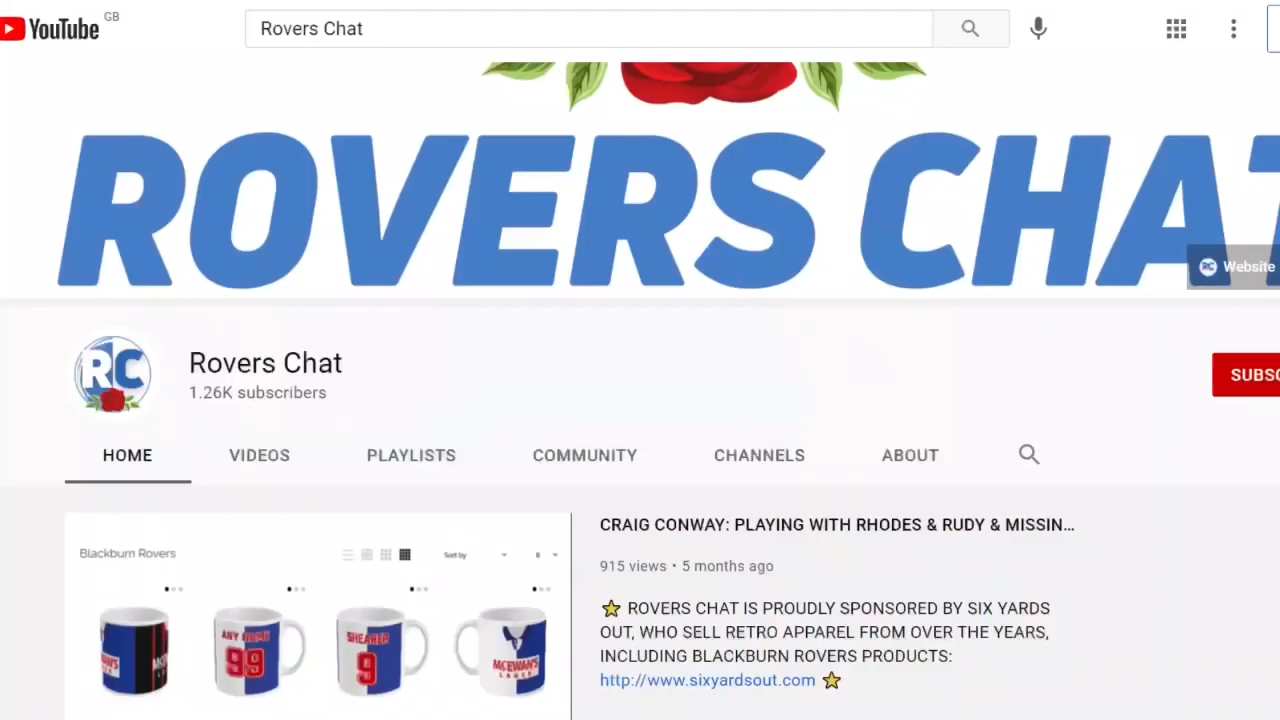 YouTube GB
Rovers Chat
ROVERS CHAT
RC Website
RC
Rovers Chat
1.26K subscribers
SUBSC
HOME VIDEOS PLAYLISTS COMMUNITY CHANNELS ABOUT
CRAIG CONWAY: PLAYING WITH RHODES & RUDY & MISSIN...
915 views • 5 months ago
⭐ ROVERS CHAT IS PROUDLY SPONSORED BY SIX YARDS
OUT, WHO SELL RETRO APPAREL FROM OVER THE YEARS,
INCLUDING BLACKBURN ROVERS PRODUCTS:
http://www.sixyardsout.com ⭐
Blackburn Rovers
Sort by
ANY NAME
99
SHEARER
9
McEWAN'S
LAGER